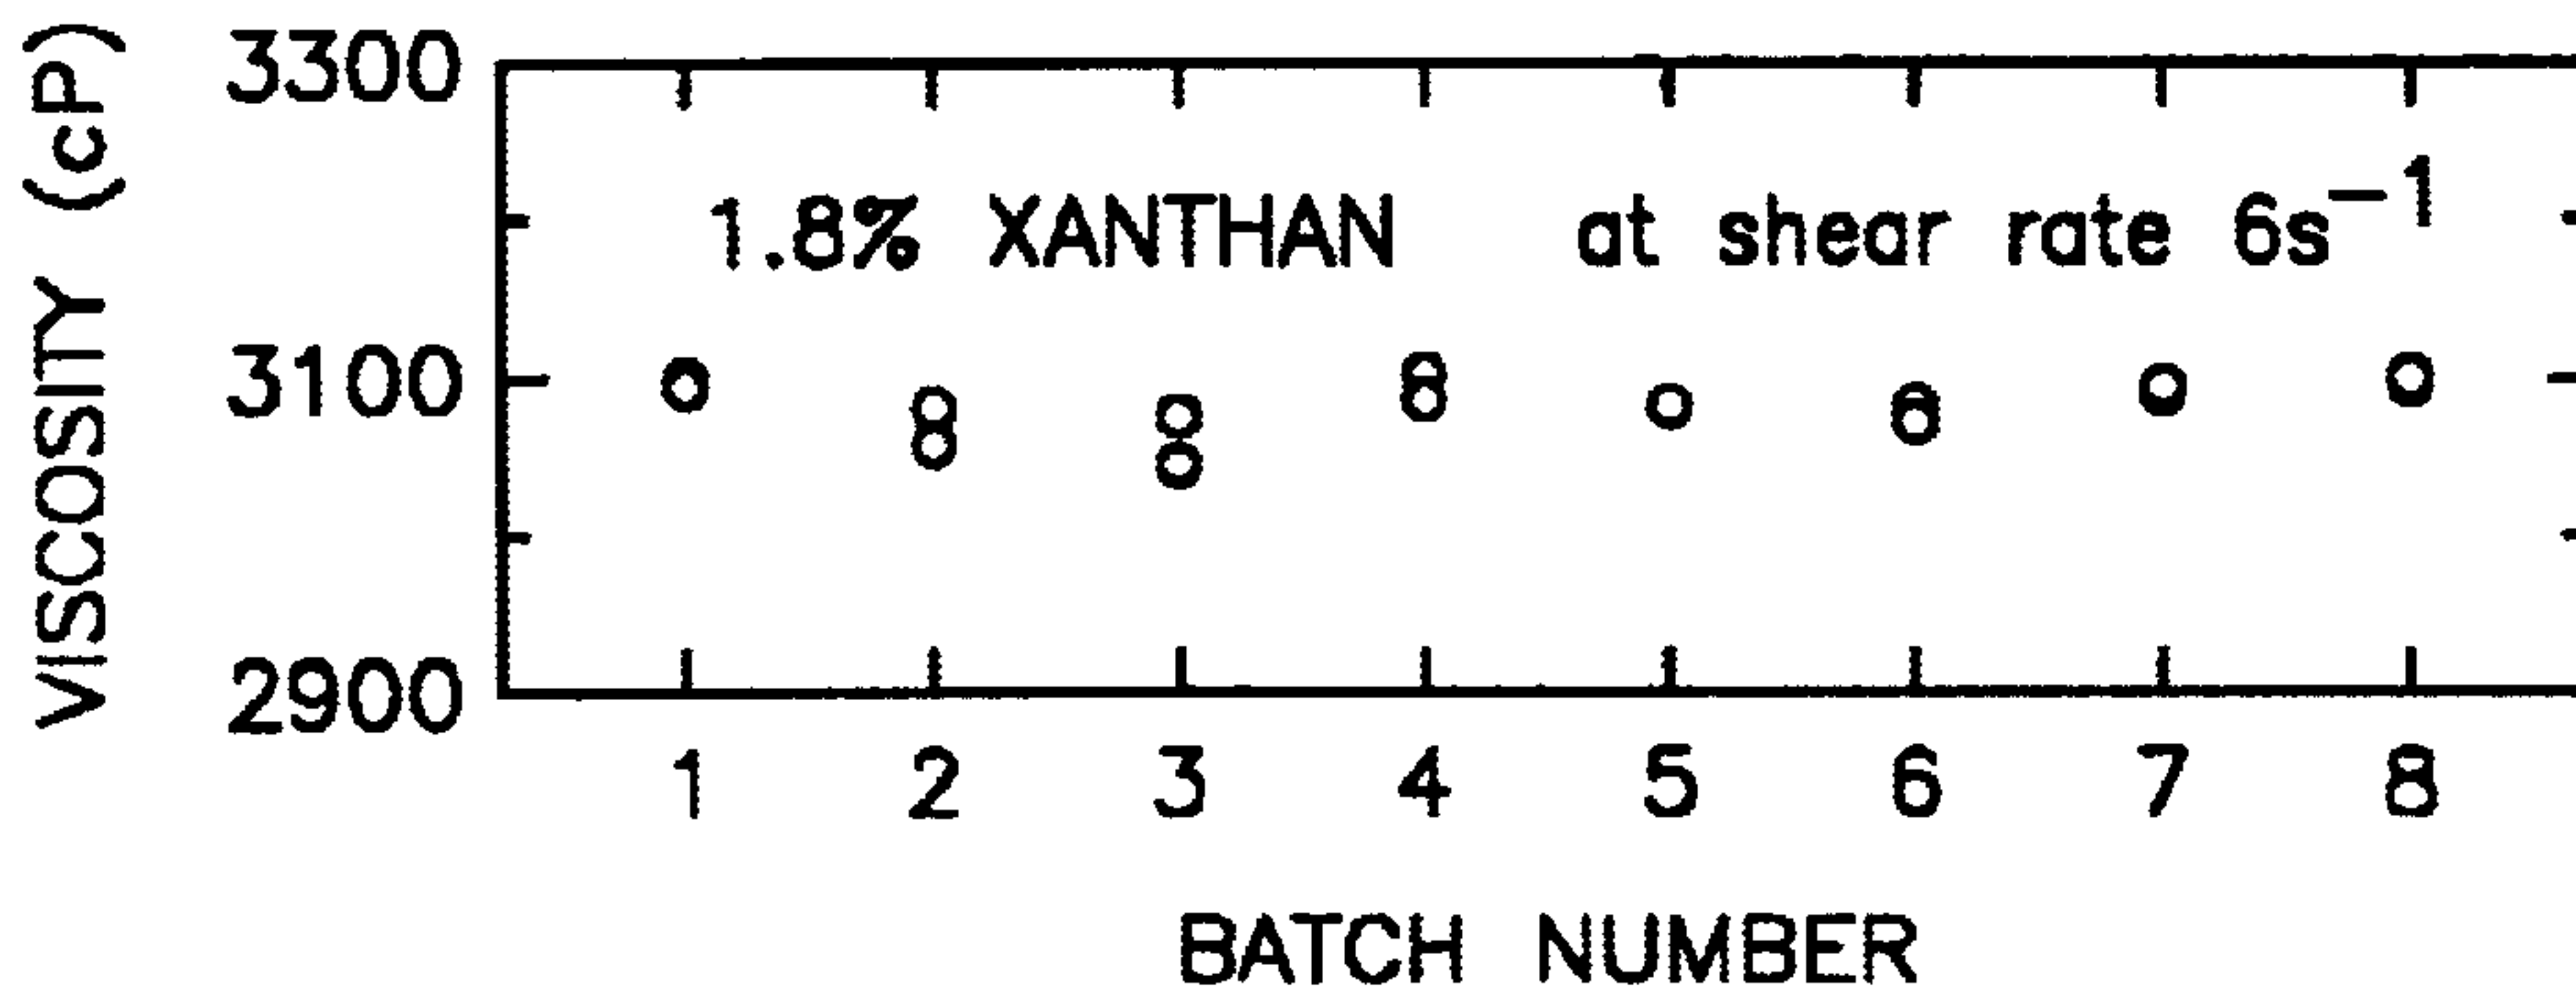 VISCOSITY (cP)
3300
3100
2900
1.8% XANTHAN at shear rate 6s⁻¹
1 2 3 4 5 6 7 8
BATCH NUMBER